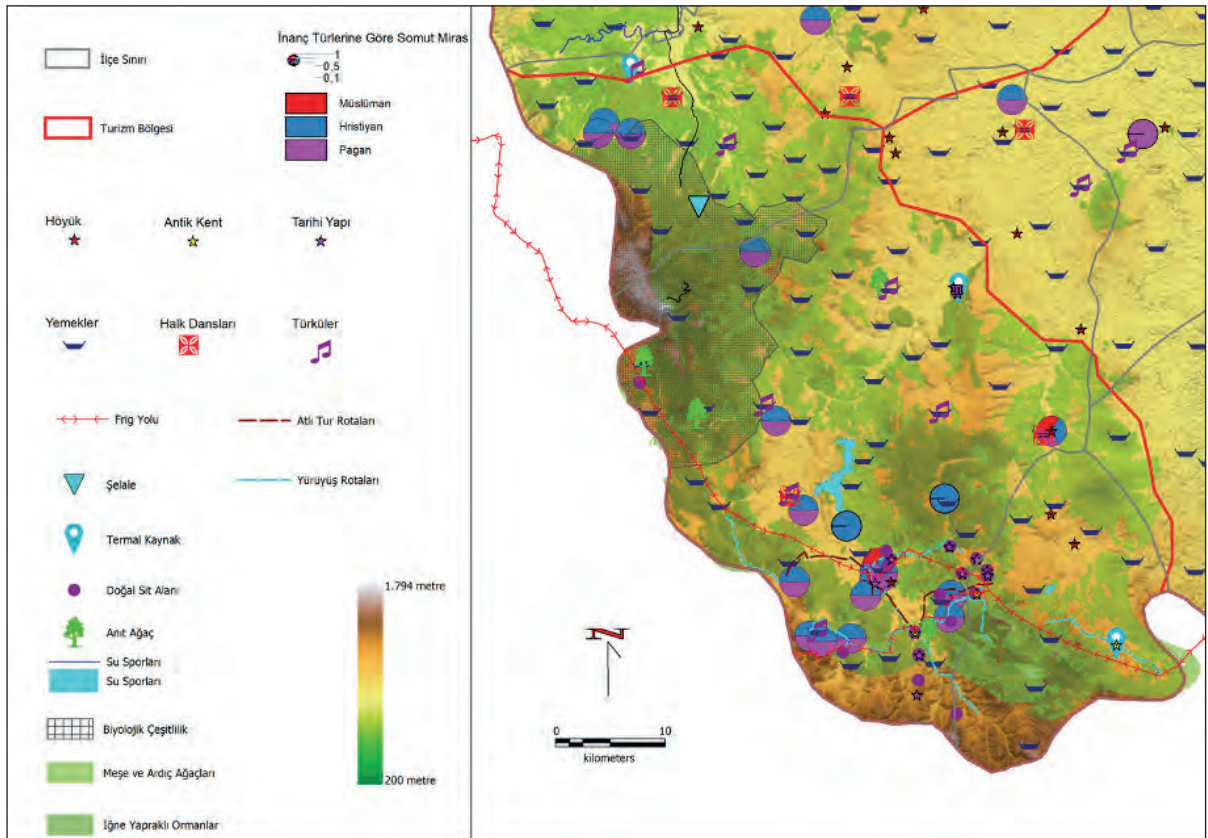 İlçe Sınırı
Turizm Bölgesi
İnanç Türlerine Göre Somut Miras
1
0.5
0.1
Müslüman
Hristiyan
Pagan
Höyük
Antik Kent
Tarihi Yapı
Yemekler
Halk Dansları
Türküler
Frig Yolu
Atlı Tur Rotaları
Şelale
Yürüyüş Rotaları
Termal Kaynak
Doğal Sit Alanı
Anıt Ağaç
Su Sporları
Su Sporları
Biyolojik Çeşitlilik
Meşe ve Ardıç Ağaçları
İğne Yapraklı Ormanlar
1.794 metre
200 metre
N
0 10
kilometers